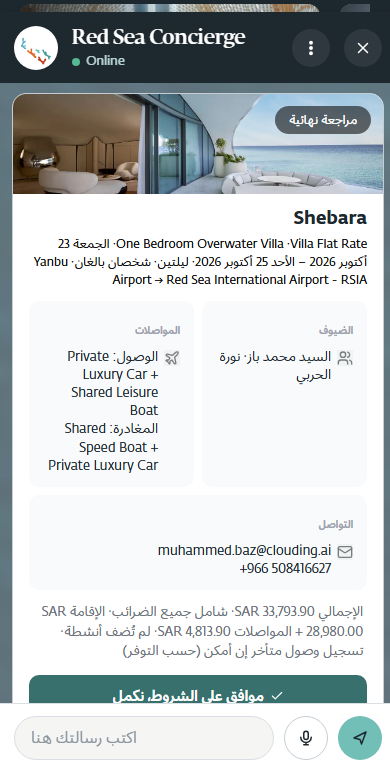 Red Sea Concierge
Online
مراجعة نهائية
Shebara
One Bedroom Overwater Villa ·Villa Flat Rate· الجمعة 23
أكتوبر 2026 – الأحد 25 أكتوبر 2026· ليلتين· شخصان بالغان· Yanbu
Airport → Red Sea International Airport - RSIA
الضيوف
السيد محمد باز· نورة
الحربي
المواصلات
الوصول: Private
Luxury Car +
Shared Leisure
Boat
المغادرة: Shared
Speed Boat +
Private Luxury Car
التواصل
muhammed.baz@clouding.ai
+966 508416627
الإجمالي SAR 33,793.90· شامل جميع الضرائب· الإقامة SAR
28,980.00 + المواصلات SAR 4,813.90· لم تُضف أنشطة·
تسجيل وصول متأخر إن أمكن (حسب التوفر)
موافق على الشروط، نكمل
اكتب رسالتك هنا